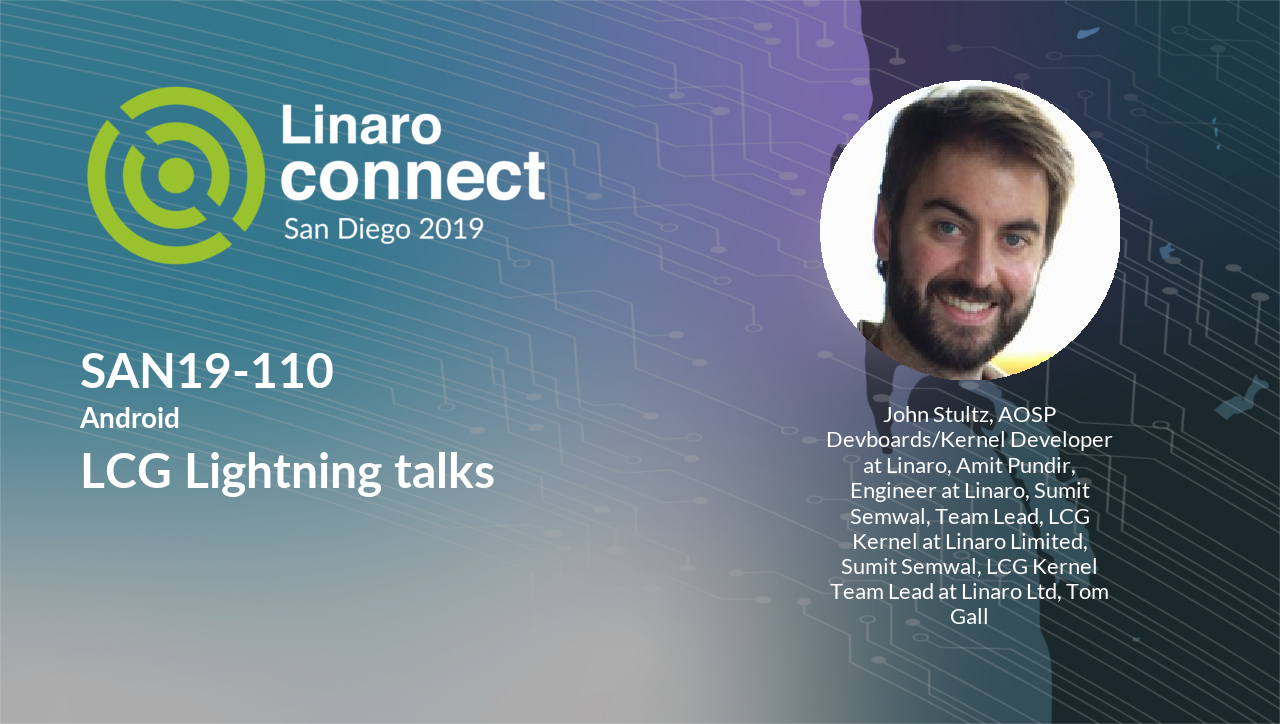 Linaro
connect
San Diego 2019
SAN19-110
Android
LCG Lightning talks
John Stultz, AOSP
Devboards/Kernel Developer
at Linaro, Amit Pundir,
Engineer at Linaro, Sumit
Semwal, Team Lead, LCG
Kernel at Linaro Limited,
Sumit Semwal, LCG Kernel
Team Lead at Linaro Ltd, Tom
Gall